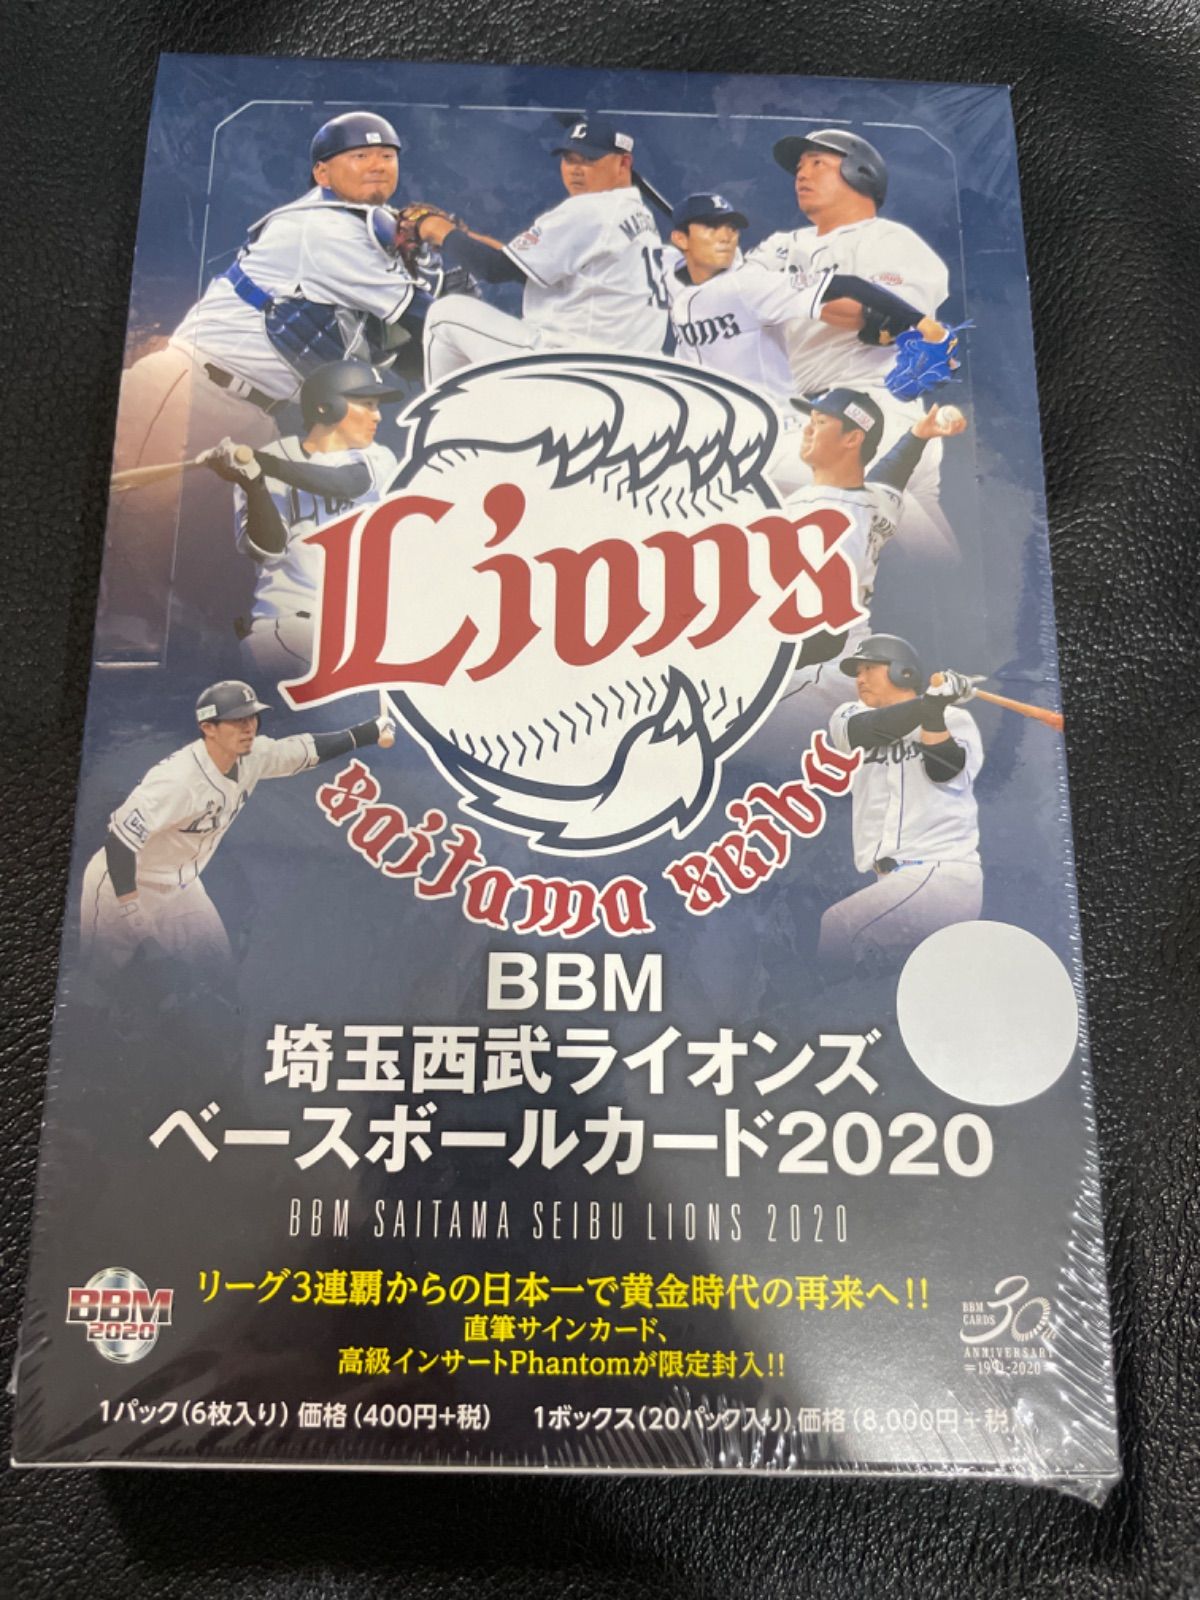 Lions
saitama seibu
BBM
埼玉西武ライオンズ
ベースボールカード2020
BBM SAITAMA SEIBU LIONS 2020
リーグ3連覇からの日本一で黄金時代の再来へ!!
直筆サインカード、
高級インサートPhantomが限定封入!!
BBM
2020
BBM
CARDS
30
ANNIVERSARY
=1991-2020=
1パック(6枚入り) 価格(400円+税) 1ボックス(20パック入り)価格(8,000円+税)